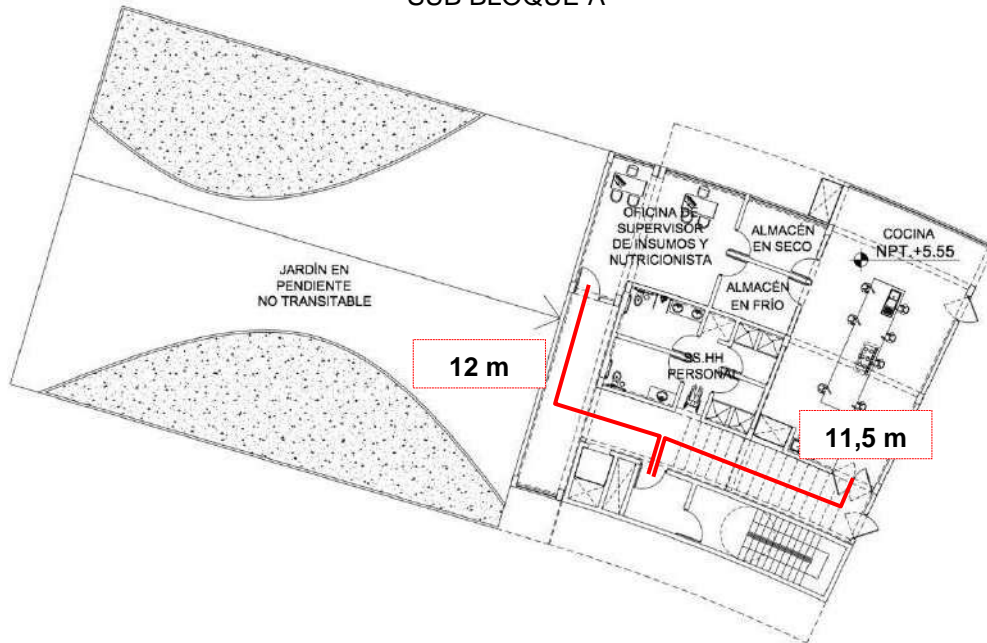 SUB BLOQUE A
OFICINA DE
SUPERVISOR
DE INSUMOS Y
NUTRICIONISTA
ALMACÉN
EN SECO
COCINA
NPT.+5.55
JARDÍN EN
PENDIENTE
NO TRANSITABLE
ALMACÉN
EN FRÍO
12 m
SS.HH
PERSONAL
11,5 m